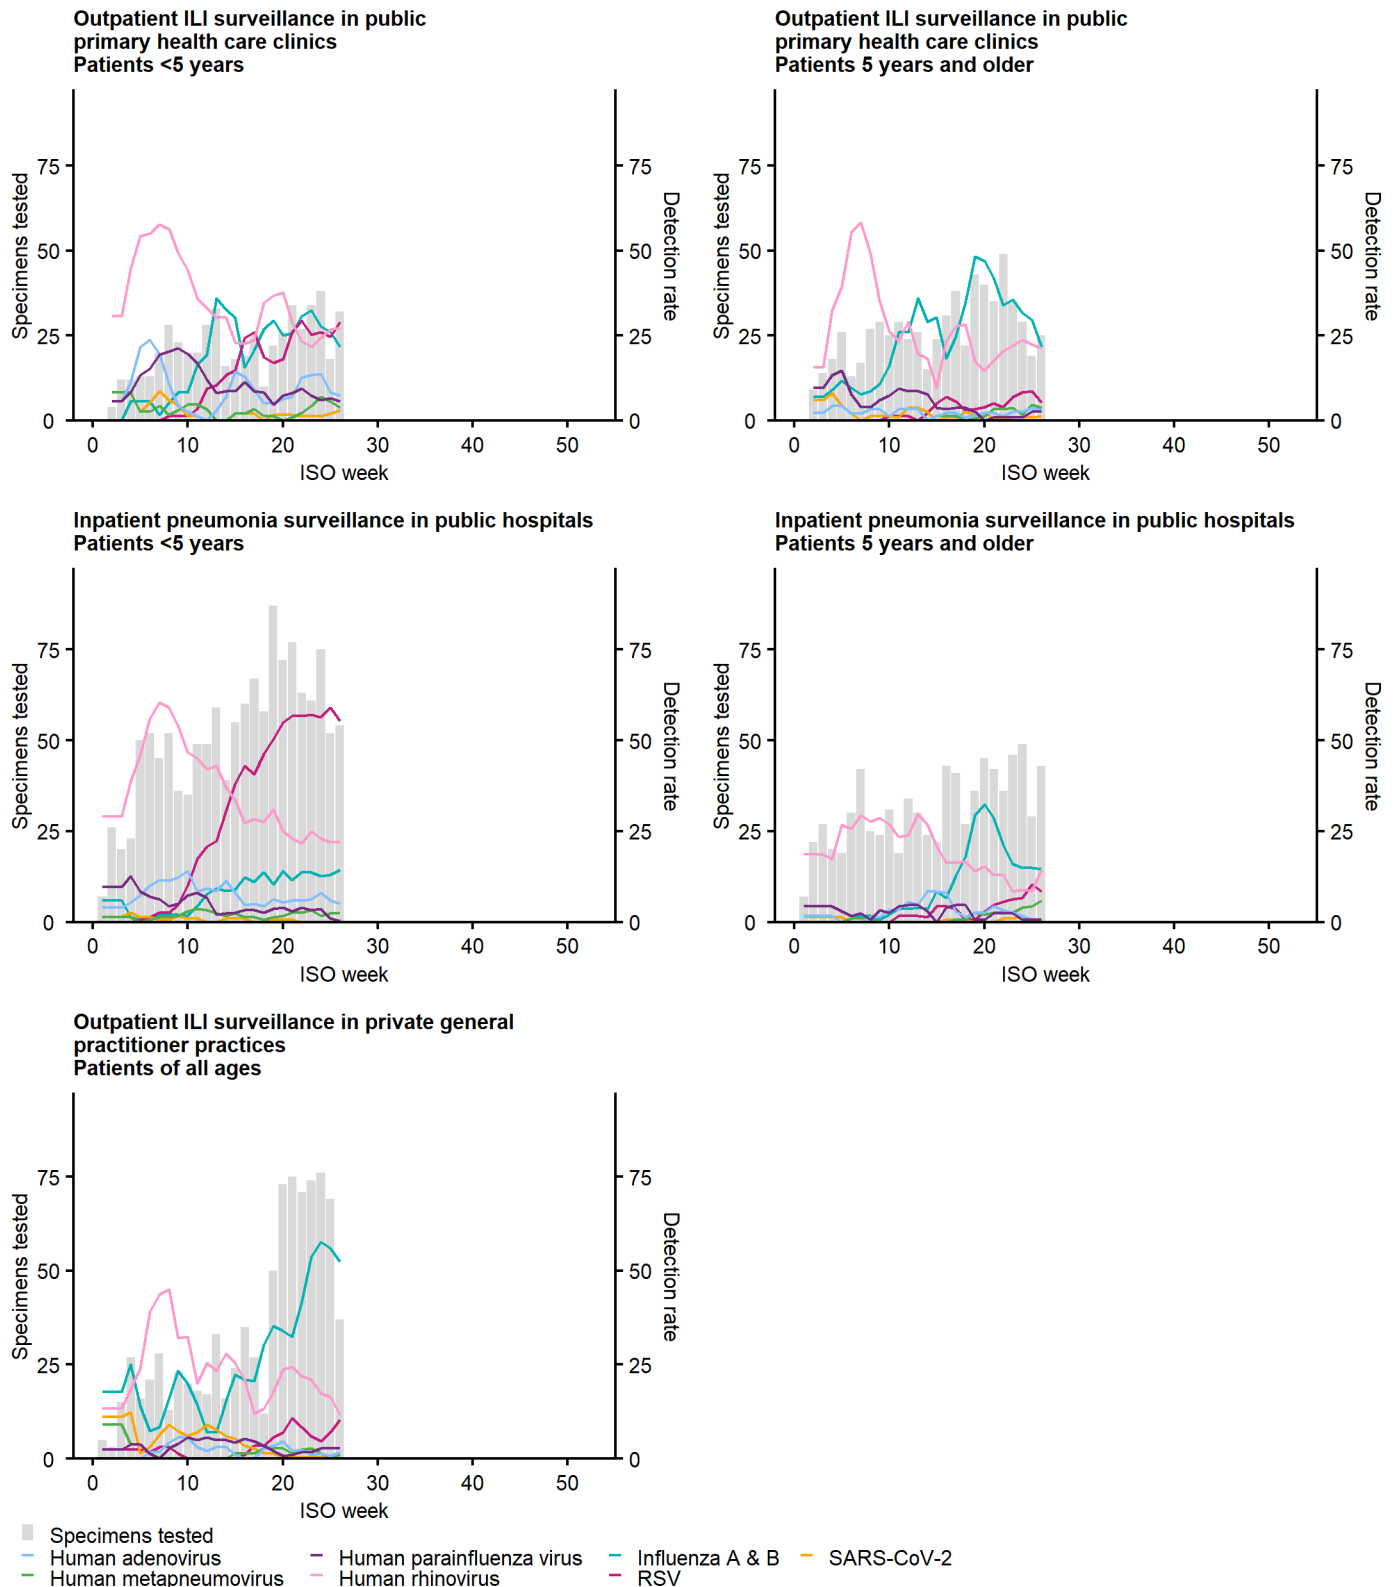 Outpatient ILI surveillance in public
primary health care clinics
Patients <5 years
Specimens tested
75
50
25
0
75
50
25
0
Detection rate
0 10 20 30 40 50
ISO week
Outpatient ILI surveillance in public
primary health care clinics
Patients 5 years and older
Specimens tested
75
50
25
0
75
50
25
0
Detection rate
0 10 20 30 40 50
ISO week
Inpatient pneumonia surveillance in public hospitals
Patients <5 years
Specimens tested
75
50
25
0
75
50
25
0
Detection rate
0 10 20 30 40 50
ISO week
Inpatient pneumonia surveillance in public hospitals
Patients 5 years and older
Specimens tested
75
50
25
0
75
50
25
0
Detection rate
0 10 20 30 40 50
ISO week
Outpatient ILI surveillance in private general
practitioner practices
Patients of all ages
Specimens tested
75
50
25
0
75
50
25
0
Detection rate
0 10 20 30 40 50
ISO week
Specimens tested
Human adenovirus Human parainfluenza virus Influenza A & B SARS-CoV-2
Human metapneumovirus Human rhinovirus RSV